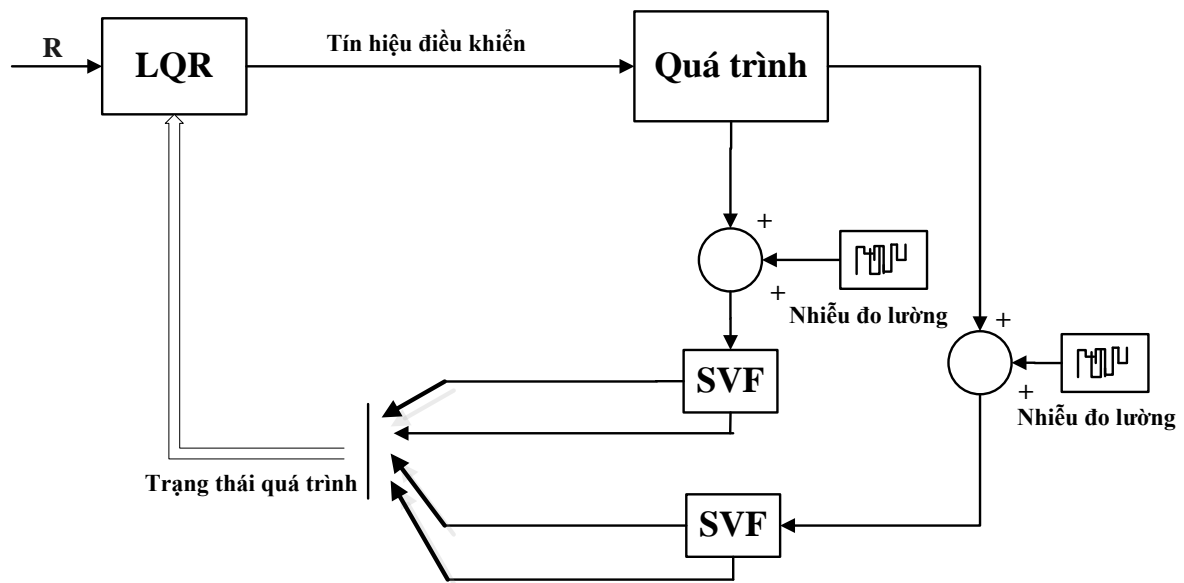 R
LQR
Tín hiệu điều khiển
Quá trình
+
+
Nhiễu đo lường
+
+
Nhiễu đo lường
SVF
Trạng thái quá trình
SVF